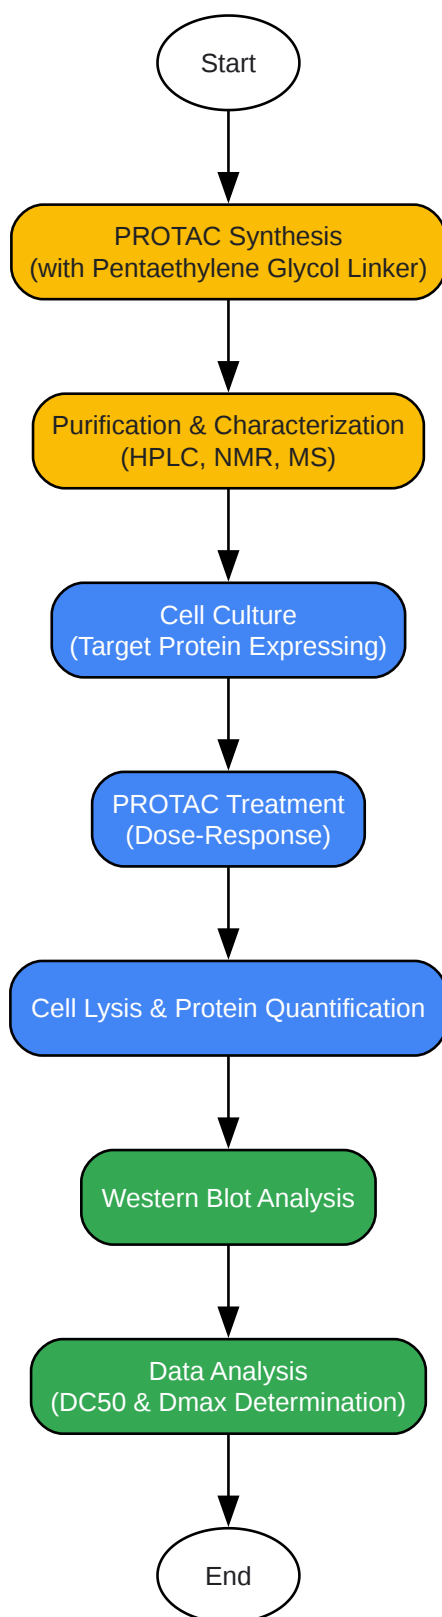 Start
PROTAC Synthesis
(with Pentaethylene Glycol Linker)
Purification & Characterization
(HPLC, NMR, MS)
Cell Culture
(Target Protein Expressing)
PROTAC Treatment
(Dose-Response)
Cell Lysis & Protein Quantification
Western Blot Analysis
Data Analysis
(DC50 & Dmax Determination)
End